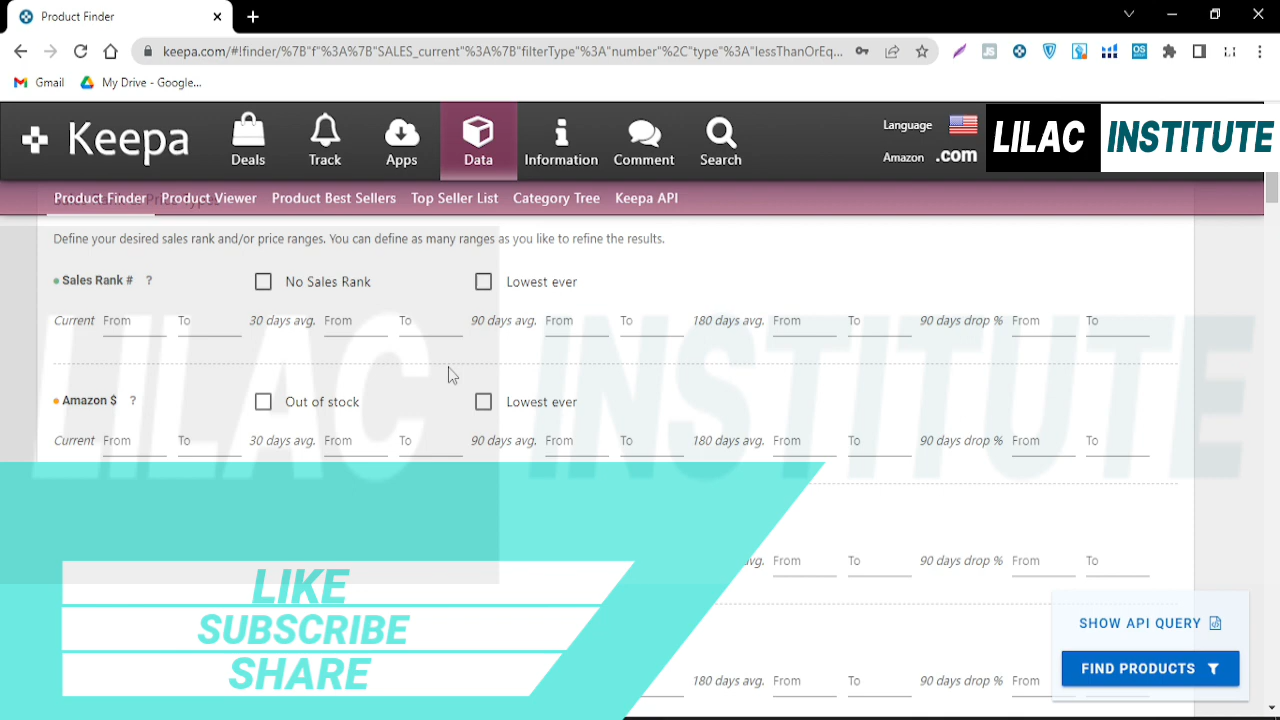 Product Finder
keepa.com/#!finder/%7B"f"%3A%7B"SALES_current"%3A%7B"filterType"%3A"number"%2C"type"%3A"lessThanOrEq...
Gmail My Drive - Google...
Keepa
Deals Track Apps Data Information Comment Search
Language
Amazon .com
LILAC INSTITUTE
Product Finder Product Viewer Product Best Sellers Top Seller List Category Tree Keepa API
Define your desired sales rank and/or price ranges. You can define as many ranges as you like to refine the results.
Sales Rank # ? No Sales Rank Lowest ever
Current From To 30 days avg. From To 90 days avg. From To 180 days avg. From To 90 days drop % From To
LILAC INSTITUTE
Amazon $ ? Out of stock Lowest ever
Current From To 30 days avg. From To 90 days avg. From To 180 days avg. From To 90 days drop % From To
From To 90 days drop % From To
LIKE
SUBSCRIBE
SHARE
SHOW API QUERY
FIND PRODUCTS
180 days avg. From To 90 days drop % From